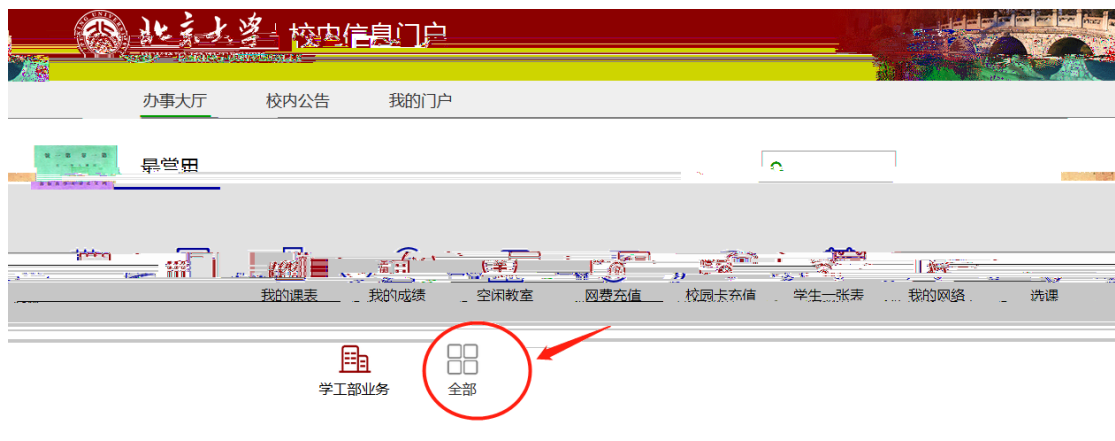 北京大学 校内信息门户
办事大厅 校内公告 我的门户
最常用
我的课表 我的成绩 空闲教室 网费充值 校园卡充值 学生一张表 我的网络 选课
学工部业务 全部